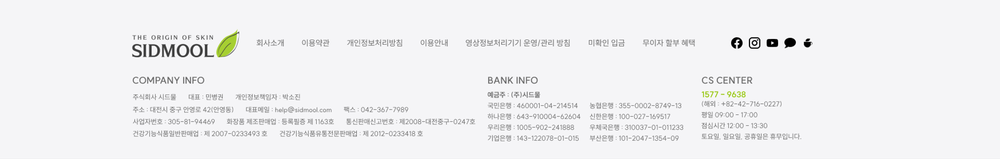 THE ORIGIN OF SKIN
SIDMOOL
회사소개 이용약관 개인정보처리방침 이용안내 영상정보처리기기 운영/관리 방침 미확인 입금 무이자 할부 혜택
COMPANY INFO
주식회사 시드물 대표 : 민병권 개인정보책임자 : 박소진
주소 : 대전시 중구 안영로 42(안영동) 대표메일 : help@sidmool.com 팩스 : 042-367-7989
사업자번호 : 305-81-94469 화장품 제조판매업 : 등록필증 제 1163호 통신판매신고번호 : 제2008-대전중구-0247호
건강기능식품일반판매업 : 제 2007-0233493 호 건강기능식품유통전문판매업 : 제 2012-0233418 호
BANK INFO
예금주 : (주)시드물
국민은행 : 460001-04-214514 농협은행 : 355-0002-8749-13
하나은행 : 643-910004-62604 신한은행 : 100-027-169517
우리은행 : 1005-902-241888 우체국은행 : 310037-01-011233
기업은행 : 143-122078-01-015 부산은행 : 101-2047-1354-09
CS CENTER
1577 - 9638
(해외 : +82-42-716-0227)
평일 09:00 - 17:00
점심시간 12:00 - 13:30
토요일, 일요일, 공휴일은 휴무입니다.